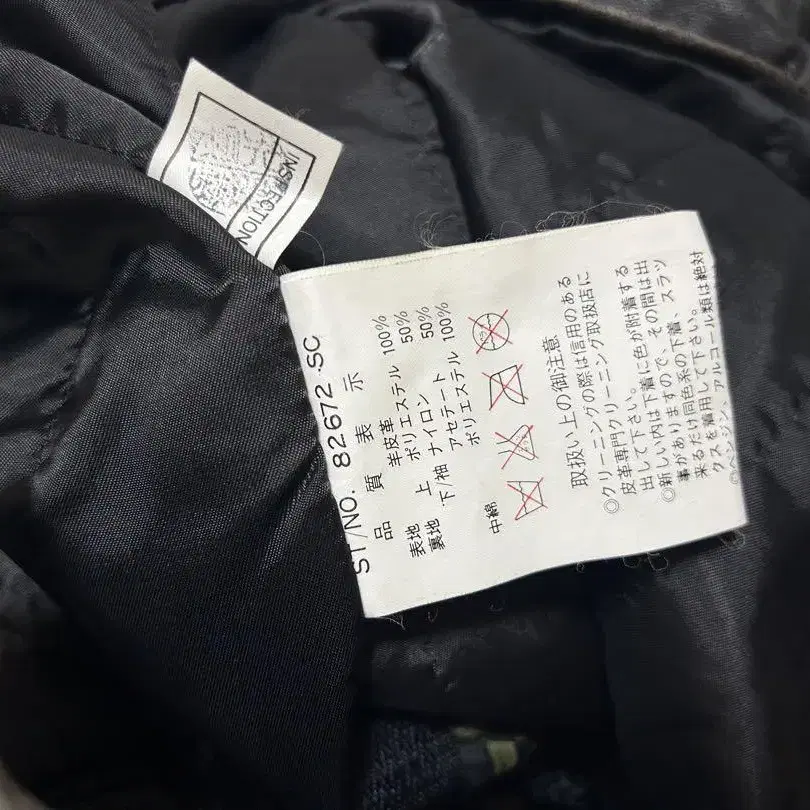 INSPECTION
ST/NO. 82672 .SC
品 質 表 示
表地 羊皮革 100%
裏地 上 ポリエステル 50%
下/袖 ナイロン 50%
アセテート 100%
中綿 ポリエステル
取扱い上の御注意
◎クリーニングの際は信用のある
皮革専門クリーニング取扱店に
出して下さい。
◎新しい内は下着に色が附着する
事がありますので、その間は出
来るだけ同色系の下着、スラッ
クスを着用して下さい。
◎ベンジン、アルコール類は絶対